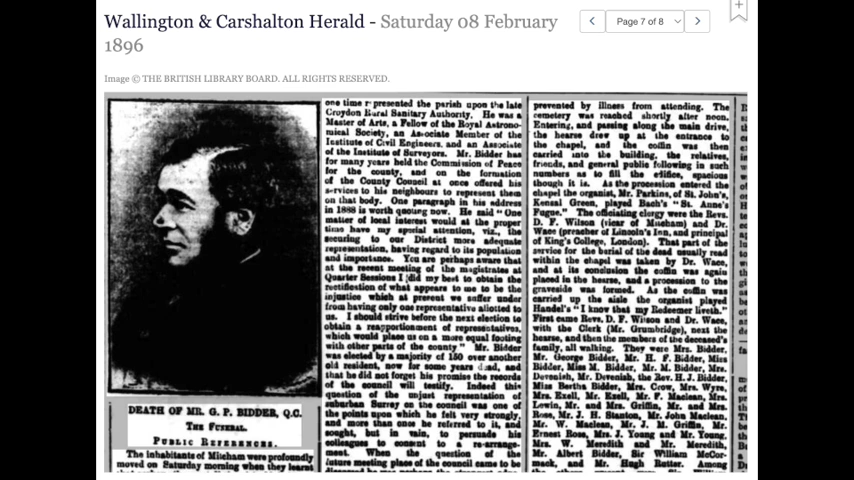 Wallington & Carshalton Herald - Saturday 08 February
1896
Page 7 of 8
Image © THE BRITISH LIBRARY BOARD. ALL RIGHTS RESERVED.
DEATH OF MR. G. P. BIDDER, Q.C.
THE FUNERAL.
PUBLIC REFERENCES.
The inhabitants of Mitcham were profoundly
moved on Saturday morning when they learnt
one time represented the parish upon the late
Croydon Rural Sanitary Authority. He was a
Master of Arts, a Fellow of the Royal Astrono-
mical Society, an Associate Member of the
Institute of Civil Engineers, and an Associate
of the Institute of Surveyors. Mr. Bidder has
for many years held the Commission of Peace
for the county, and on the formation
of the County Council at once offered his
services to his neighbours to represent them
on that body. One paragraph in his address
in 1888 is worth quoting now. He said "One
matter of local interest would at the proper
time have my special attention, viz., the
securing to our District more adequate
representation, having regard to its population
and importance. You are perhaps aware that
at the recent meeting of the magistrates at
Quarter Sessions I did my best to obtain the
rectification of what appears to me to be the
injustice which at present we suffer under
from having only one representative allotted to
us. I should strive before the next election to
obtain a reapportionment of representatives,
which would place us on a more equal footing
with other parts of the county." Mr. Bidder
was elected by a majority of 150 over another
old resident, now for some years dead, and
that he did not forget his promise the records
of the council will testify. Indeed this
question of the unjust representation of
suburban Surrey on the council was one of
the points upon which he felt very strongly,
and more than once he referred to it, and
sought, but in vain, to persuade his
colleagues to consent to a re-arrange-
ment. When the question of the
future meeting place of the council came to be
prevented by illness from attending. The
cemetery was reached shortly after noon.
Entering, and passing along the main drive,
the hearse drew up at the entrance to
the chapel, and the coffin was then
carried into the building, the relatives,
friends, and general public following in such
numbers as to fill the edifice, spacious
though it is. As the procession entered the
chapel the organist, Mr. Parkins, of St. John's,
Kensal Green, played Bach's "St. Anne's
Fugue." The officiating clergy were the Revs.
D. F. Wilson (vicar of Mitcham) and Dr.
Wace (preacher of Lincoln's Inn, and principal
of King's College, London). That part of the
service for the burial of the dead usually read
within the chapel was taken by Dr. Wace,
and at its conclusion the coffin was again
placed in the hearse, and a procession to the
graveside was formed. As the coffin was
carried up the aisle the organist played
Handel's "I know that my Redeemer liveth."
First came Revs. D. F. Wilson and Dr. Wace,
with the Clerk (Mr. Grumbridge), next the
hearse, and then the members of the deceased's
family, all walking. They were Mrs. Bidder,
Mr. George Bidder, Mr. H. F. Bidder, Miss
Bidder, Miss M. Bidder, Mr. M. Bidder, Mrs.
Devenish, Mr. Devenish, the Rev. H. J. Bidder,
Miss Bertha Bidder, Mrs. Crow, Mrs. Wyre,
Mrs. Exell, Mr. Exell, Mr. F. Maclean, Mrs.
Lewin, Mr. and Mrs. Griffin, Mr. and Mrs.
Ross, Mr. J. H. Stanton, Mr. John Maclean,
Mr. W. Maclean, Mr. J. M. Griffin, Mr.
Ernest Ross, Mrs. J. Young and Mr. Young.
Mrs. W. Meredith and Mr. Meredith,
Mr. Albert Bidder, Sir William McCor-
mack, and Mr. Hugh Rutter. Among